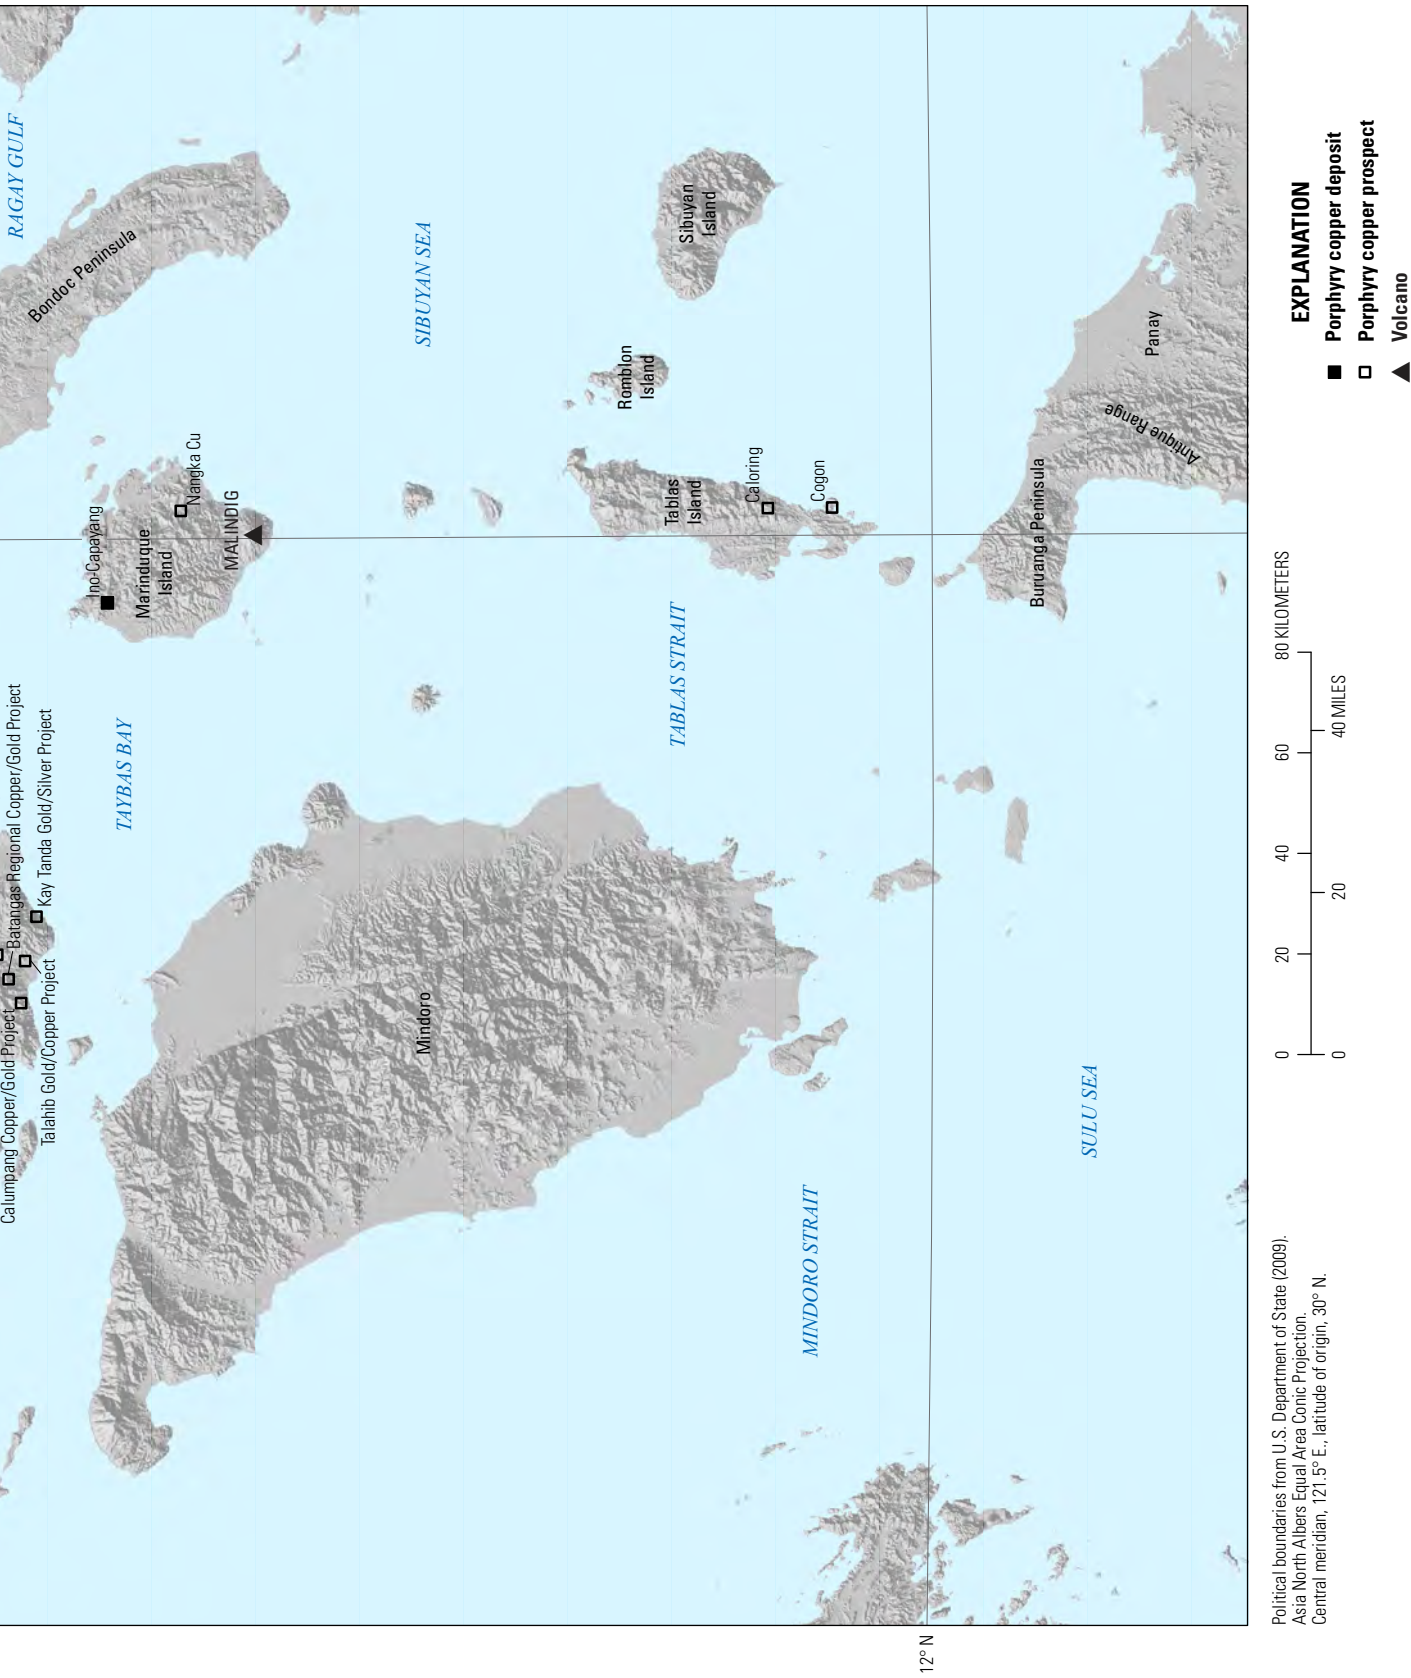 RAGAY GULF
Bondoc Peninsula
Calumpang Copper/Gold Project
Batangas Regional Copper/Gold Project
Kay Tanda Gold/Silver Project
Talahib Gold/Copper Project
TAYBAS BAY
Ino-Capayang
Marinduque
Island
Nangka Cu
MALINDIG
SIBUYAN SEA
Mindoro
Romblon
Island
Sibuyan
Island
TABLAS STRAIT
Tablas
Island
Caloring
Cogon
MINDORO STRAIT
12° N
Buruanga Peninsula
SULU SEA
Antique Range
Panay
Political boundaries from U.S. Department of State (2009).
Asia North Albers Equal Area Conic Projection.
Central meridian, 121.5° E., latitude of origin, 30° N.
0 20 40 60 80 KILOMETERS
0 20 40 MILES
EXPLANATION
Porphyry copper deposit
Porphyry copper prospect
Volcano